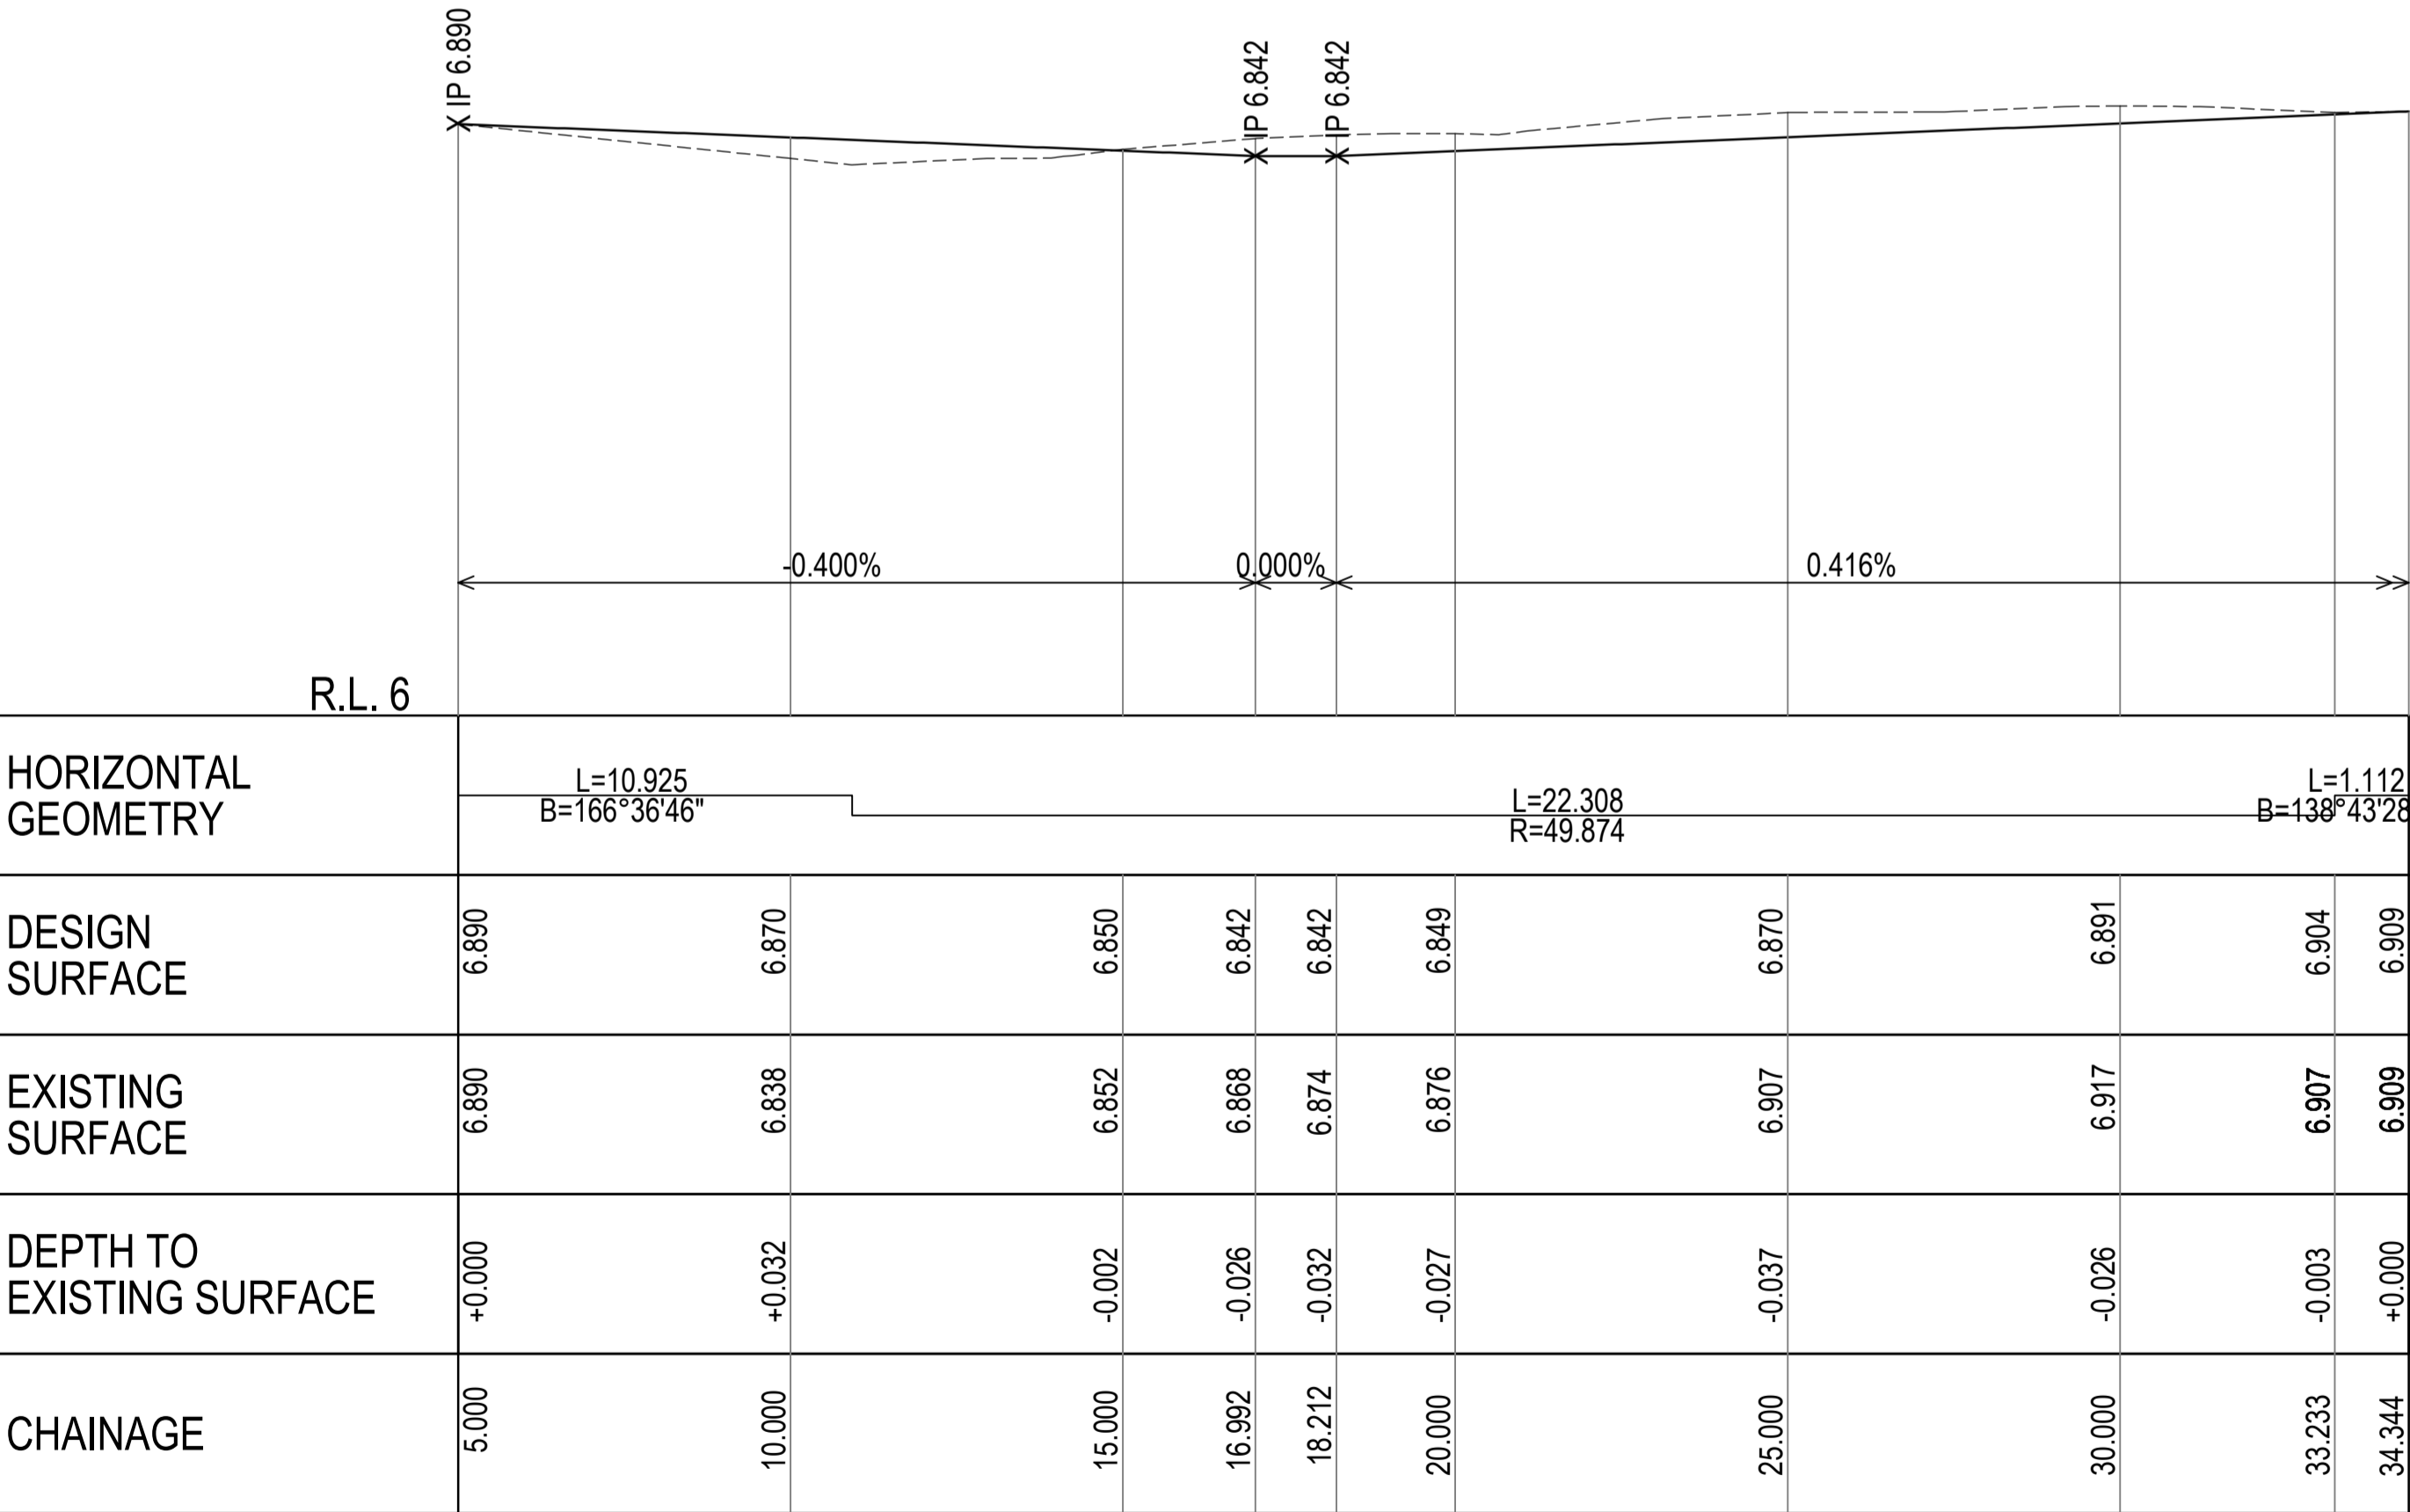 IP 6.890
IP 6.842
IP 6.842
-0.400%
0.000%
0.416%
R.L. 6
HORIZONTAL
GEOMETRY
L=10.925
B=166°36'46"
L=22.308
R=49.874
L=1.112
B=138°43'28
DESIGN
SURFACE
6.890
6.870
6.850
6.842
6.842
6.849
6.870
6.891
6.904
6.909
EXISTING
SURFACE
6.890
6.838
6.852
6.868
6.874
6.876
6.907
6.917
6.907
6.909
DEPTH TO
EXISTING SURFACE
+0.000
+0.032
-0.002
-0.026
-0.032
-0.027
-0.037
-0.026
-0.003
+0.000
CHAINAGE
5.000
10.000
15.000
16.992
18.212
20.000
25.000
30.000
33.233
34.344